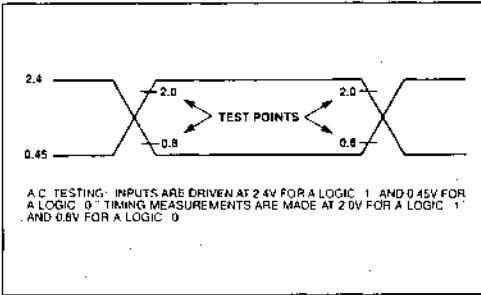 2.4
2.0 2.0
TEST POINTS
0.8 0.8
0.45
A.C. TESTING: INPUTS ARE DRIVEN AT 2.4V FOR A LOGIC 1 AND 0.45V FOR
A LOGIC 0 " TIMING MEASUREMENTS ARE MADE AT 2.0V FOR A LOGIC 1
AND 0.8V FOR A LOGIC 0